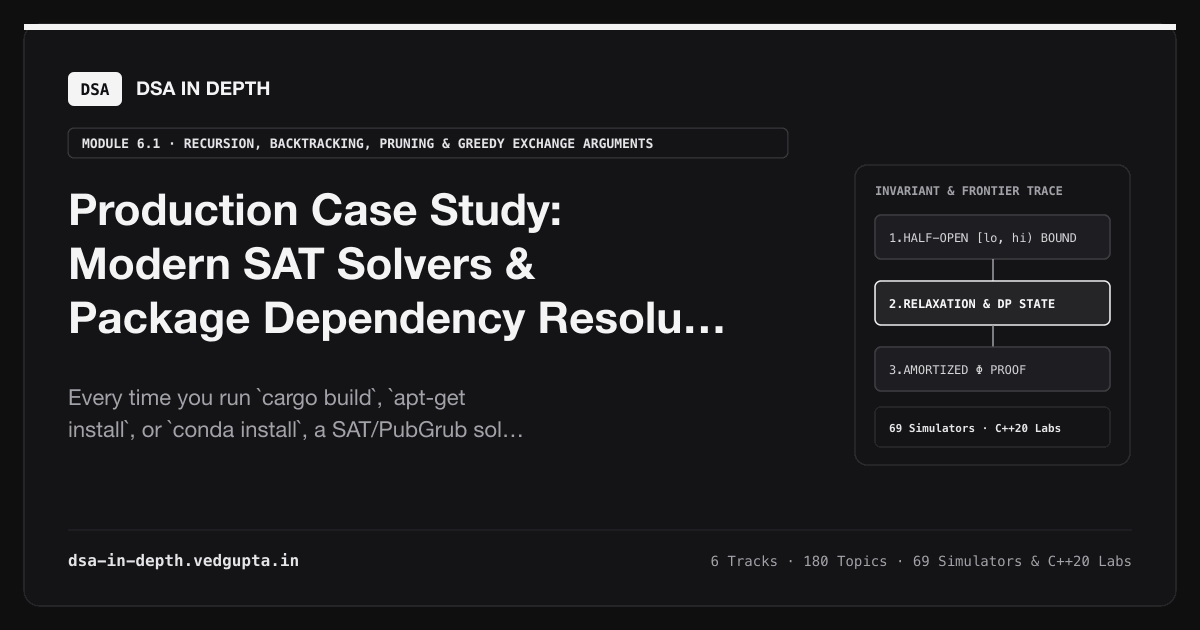 DSA
DSA IN DEPTH
MODULE 6.1 · RECURSION, BACKTRACKING, PRUNING & GREEDY EXCHANGE ARGUMENTS
Production Case Study:
Modern SAT Solvers &
Package Dependency Resolu…
Every time you run `cargo build`, `apt-get
install`, or `conda install`, a SAT/PubGrub sol…
INVARIANT & FRONTIER TRACE
1.HALF-OPEN [lo, hi) BOUND
2.RELAXATION & DP STATE
3.AMORTIZED Φ PROOF
69 Simulators · C++20 Labs
dsa-in-depth.vedgupta.in
6 Tracks · 180 Topics · 69 Simulators & C++20 Labs